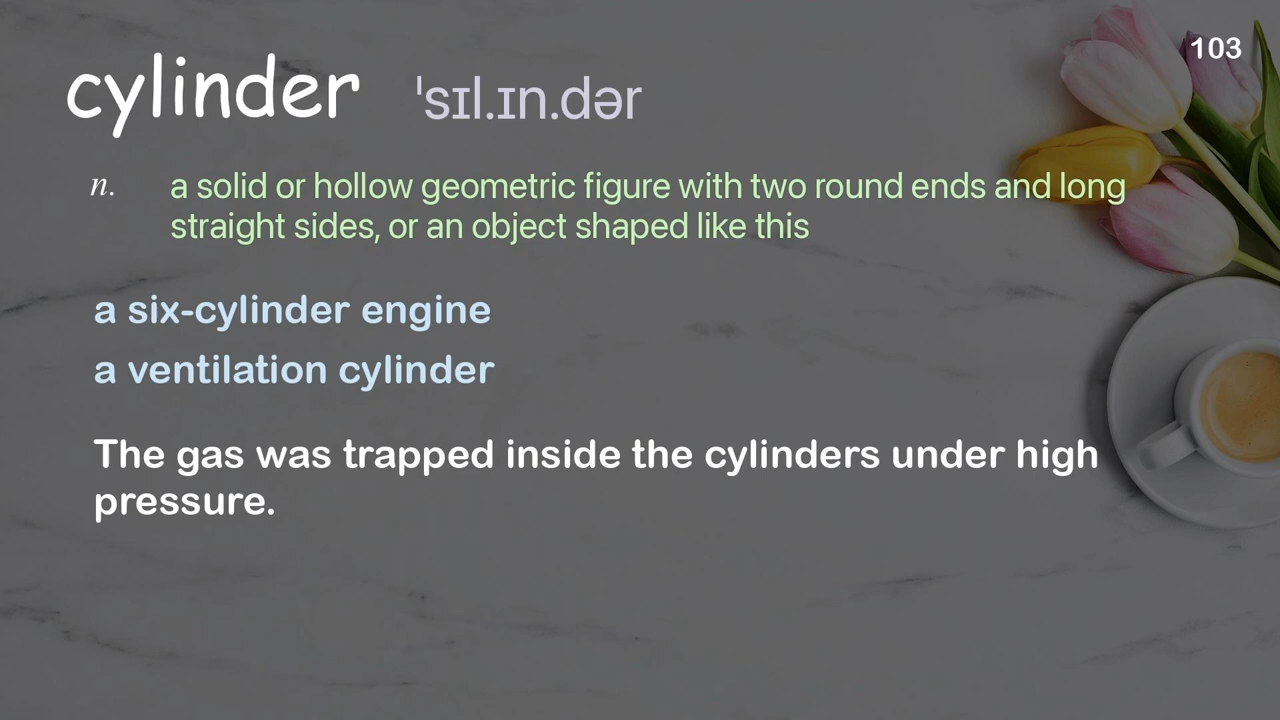 103
cylinder ˈsɪl.ɪn.dər
n. a solid or hollow geometric figure with two round ends and long
straight sides, or an object shaped like this
a six-cylinder engine
a ventilation cylinder
The gas was trapped inside the cylinders under high
pressure.